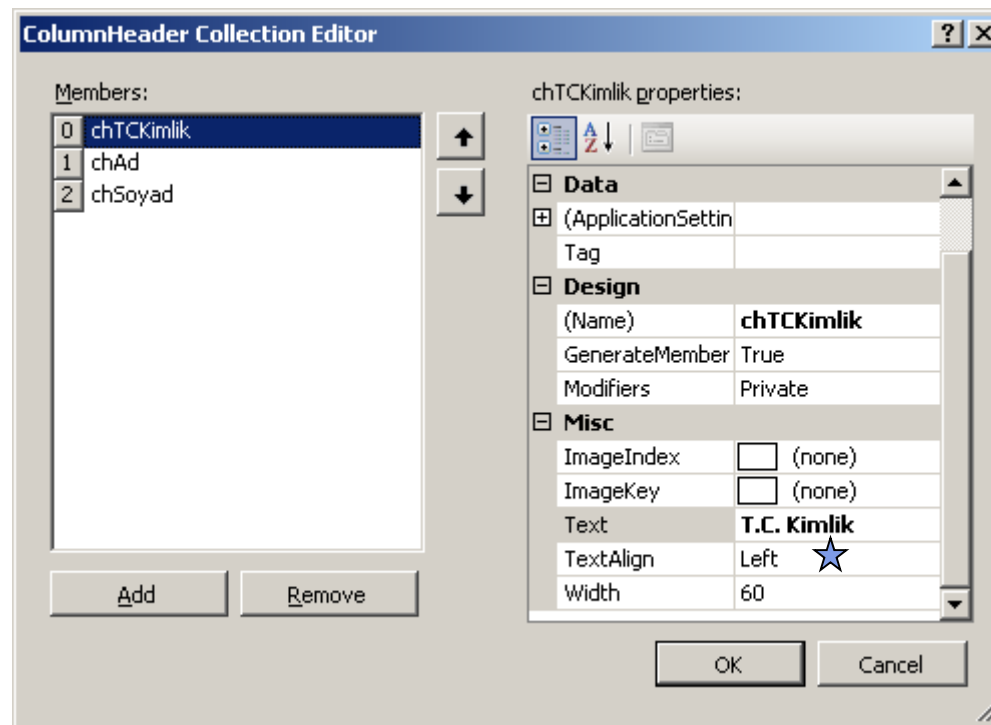 ColumnHeader Collection Editor
Members:
0 chTCKimlik
1 chAd
2 chSoyad
Add
Remove
chTCKimlik properties:
Data
(ApplicationSettin
Tag
Design
(Name) chTCKimlik
GenerateMember True
Modifiers Private
Misc
ImageIndex (none)
ImageKey (none)
Text T.C. Kimlik
TextAlign Left
Width 60
OK
Cancel